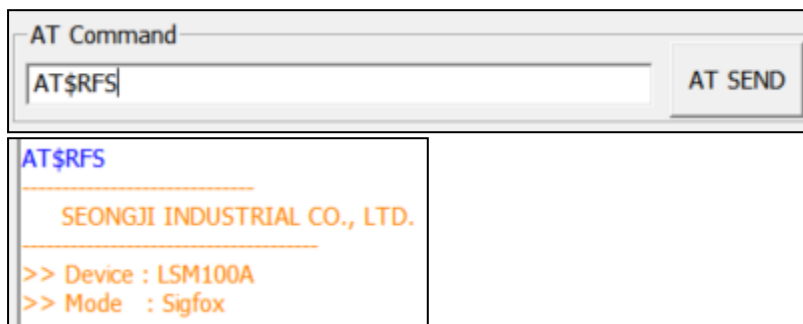 AT Command
AT$RFS
AT SEND
AT$RFS
----------------------------
SEONGJI INDUSTRIAL CO., LTD.
------------------------------------
>> Device : LSM100A
>> Mode : Sigfox